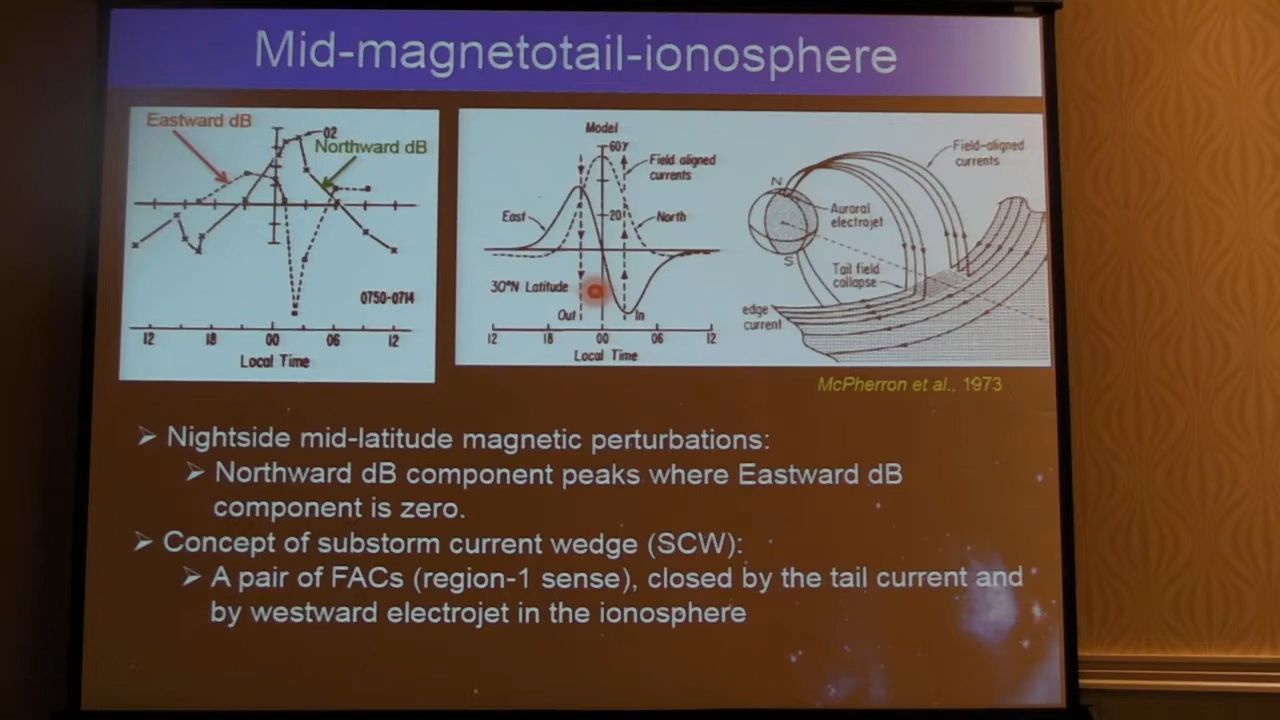 Mid-magnetotail-ionosphere
Eastward dB
02
Northward dB
0750-0714
12 18 00 06 12
Local Time
Model
60γ
Field aligned
currents
East
20
North
30°N Latitude
Out
In
12 18 00 06 12
Local Time
Field-aligned
currents
N
Auroral
electrojet
S
Tail field
collapse
edge
current
McPherron et al., 1973
➢ Nightside mid-latitude magnetic perturbations:
➢ Northward dB component peaks where Eastward dB
component is zero.
➢ Concept of substorm current wedge (SCW):
➢ A pair of FACs (region-1 sense), closed by the tail current and
by westward electrojet in the ionosphere